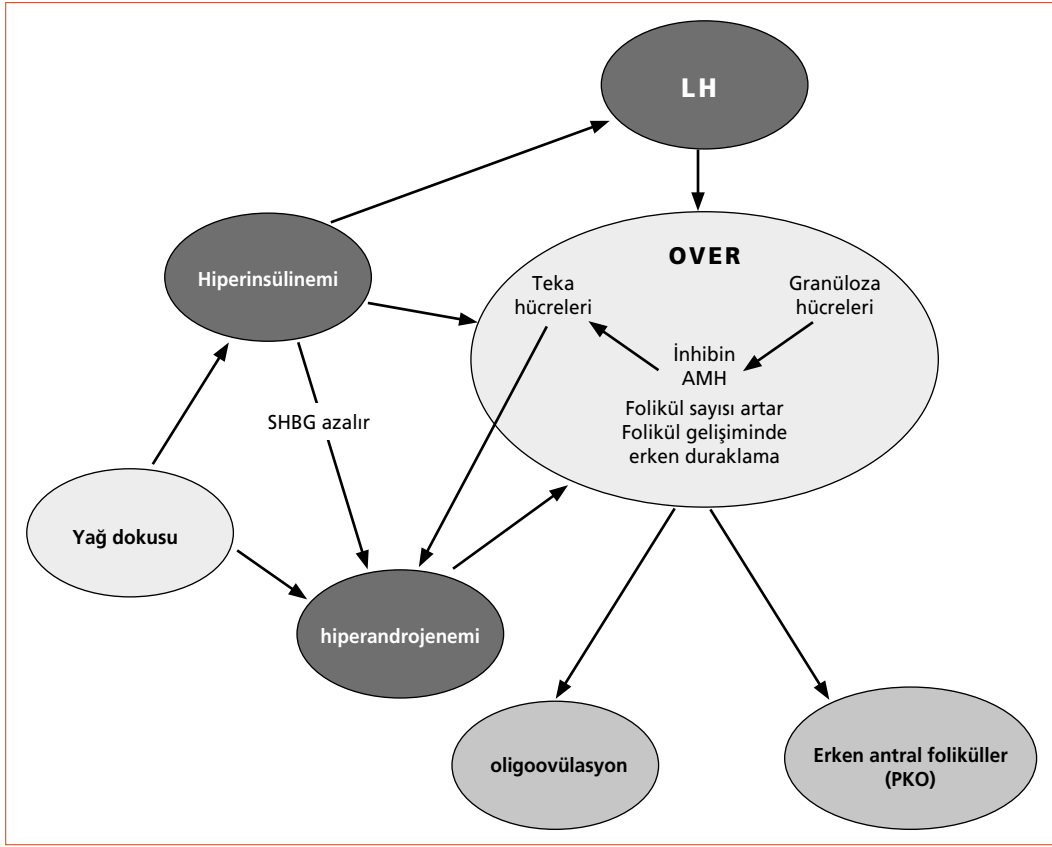 LH
Hiperinsülinemi
OVER
Teka
hücreleri
Granüloza
hücreleri
İnhibin
AMH
Folikül sayısı artar
Folikül gelişiminde
erken duraklama
SHBG azalır
Yağ dokusu
hiperandrojenemi
oligoovülasyon
Erken antral foliküller
(PKO)